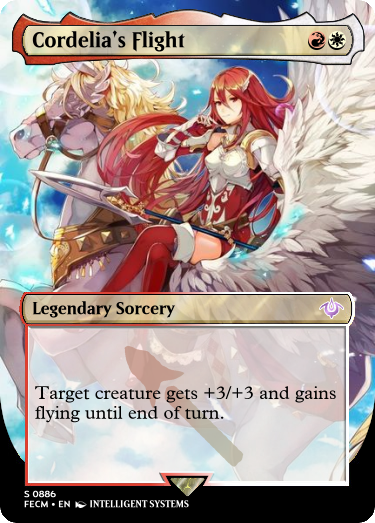 Cordelia's Flight
Legendary Sorcery
Target creature gets +3/+3 and gains
flying until end of turn.
S 0886
FECM • EN INTELLIGENT SYSTEMS